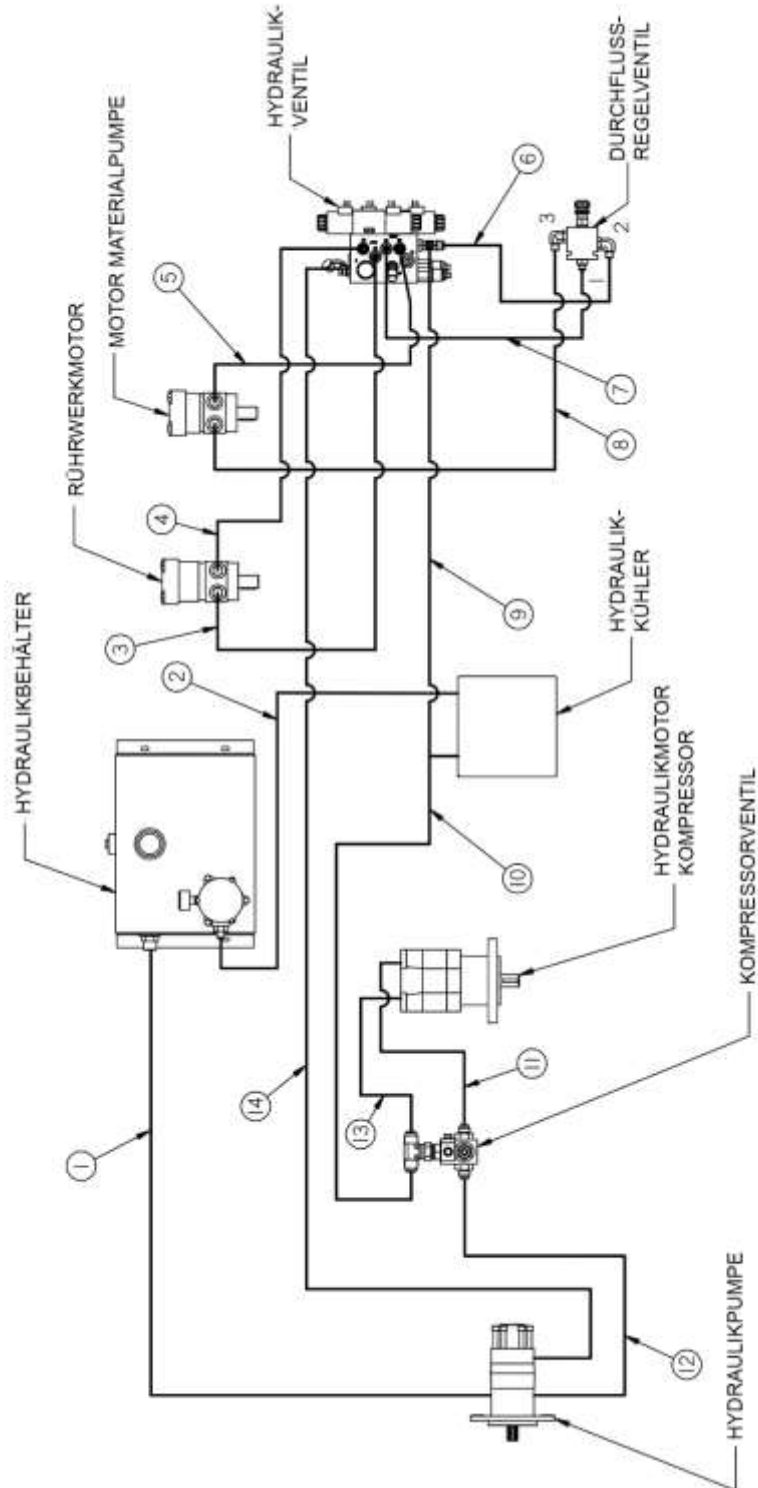 HYDRAULIKPUMPE
KOMPRESSORVENTIL
HYDRAULIKMOTOR
KOMPRESSOR
HYDRAULIK-
KÜHLER
DURCHFLUSS-
REGELVENTIL
HYDRAULIK-
VENTIL
MOTOR MATERIALPUMPE
RÜHRWERKMOTOR
HYDRAULIKBEHÄLTER
1
2
3
4
5
6
7
8
9
10
11
12
13
14
1
2
3